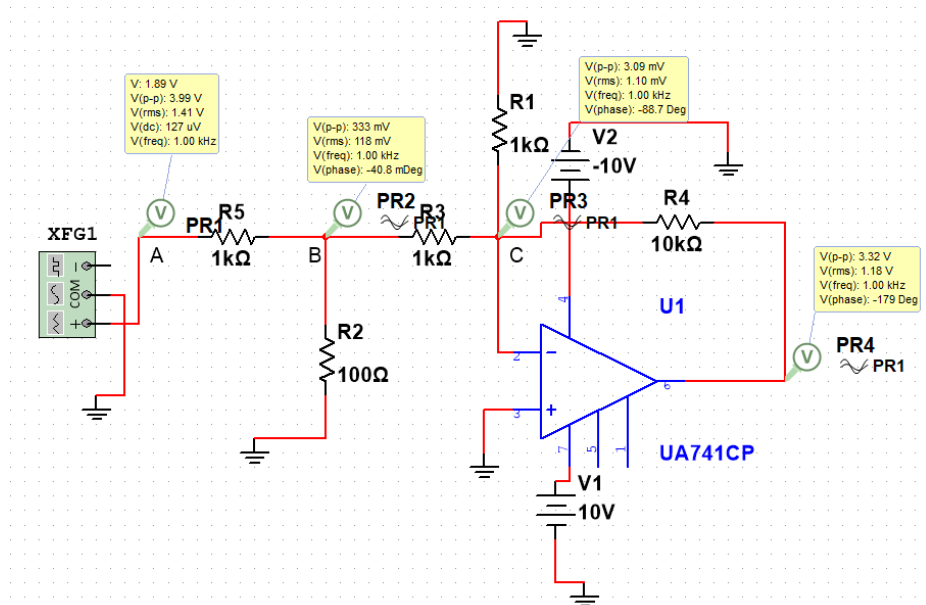 V: 1.89 V
V(p-p): 3.99 V
V(rms): 1.41 V
V(dc): 127 uV
V(freq): 1.00 kHz
V(p-p): 333 mV
V(rms): 118 mV
V(freq): 1.00 kHz
V(phase): -40.8 mDeg
V(p-p): 3.09 mV
V(rms): 1.10 mV
V(freq): 1.00 kHz
V(phase): -88.7 Deg
R1
1kΩ
V2
-10V
XFG1
COM
+
V
PR1
A
R5
1kΩ
V
PR2
PR1
B
R3
1kΩ
V
PR3
PR1
C
R4
10kΩ
V(p-p): 3.32 V
V(rms): 1.18 V
V(freq): 1.00 kHz
V(phase): -179 Deg
V
PR4
PR1
R2
100Ω
U1
4
2
−
3
+
6
7
5
1
UA741CP
V1
10V